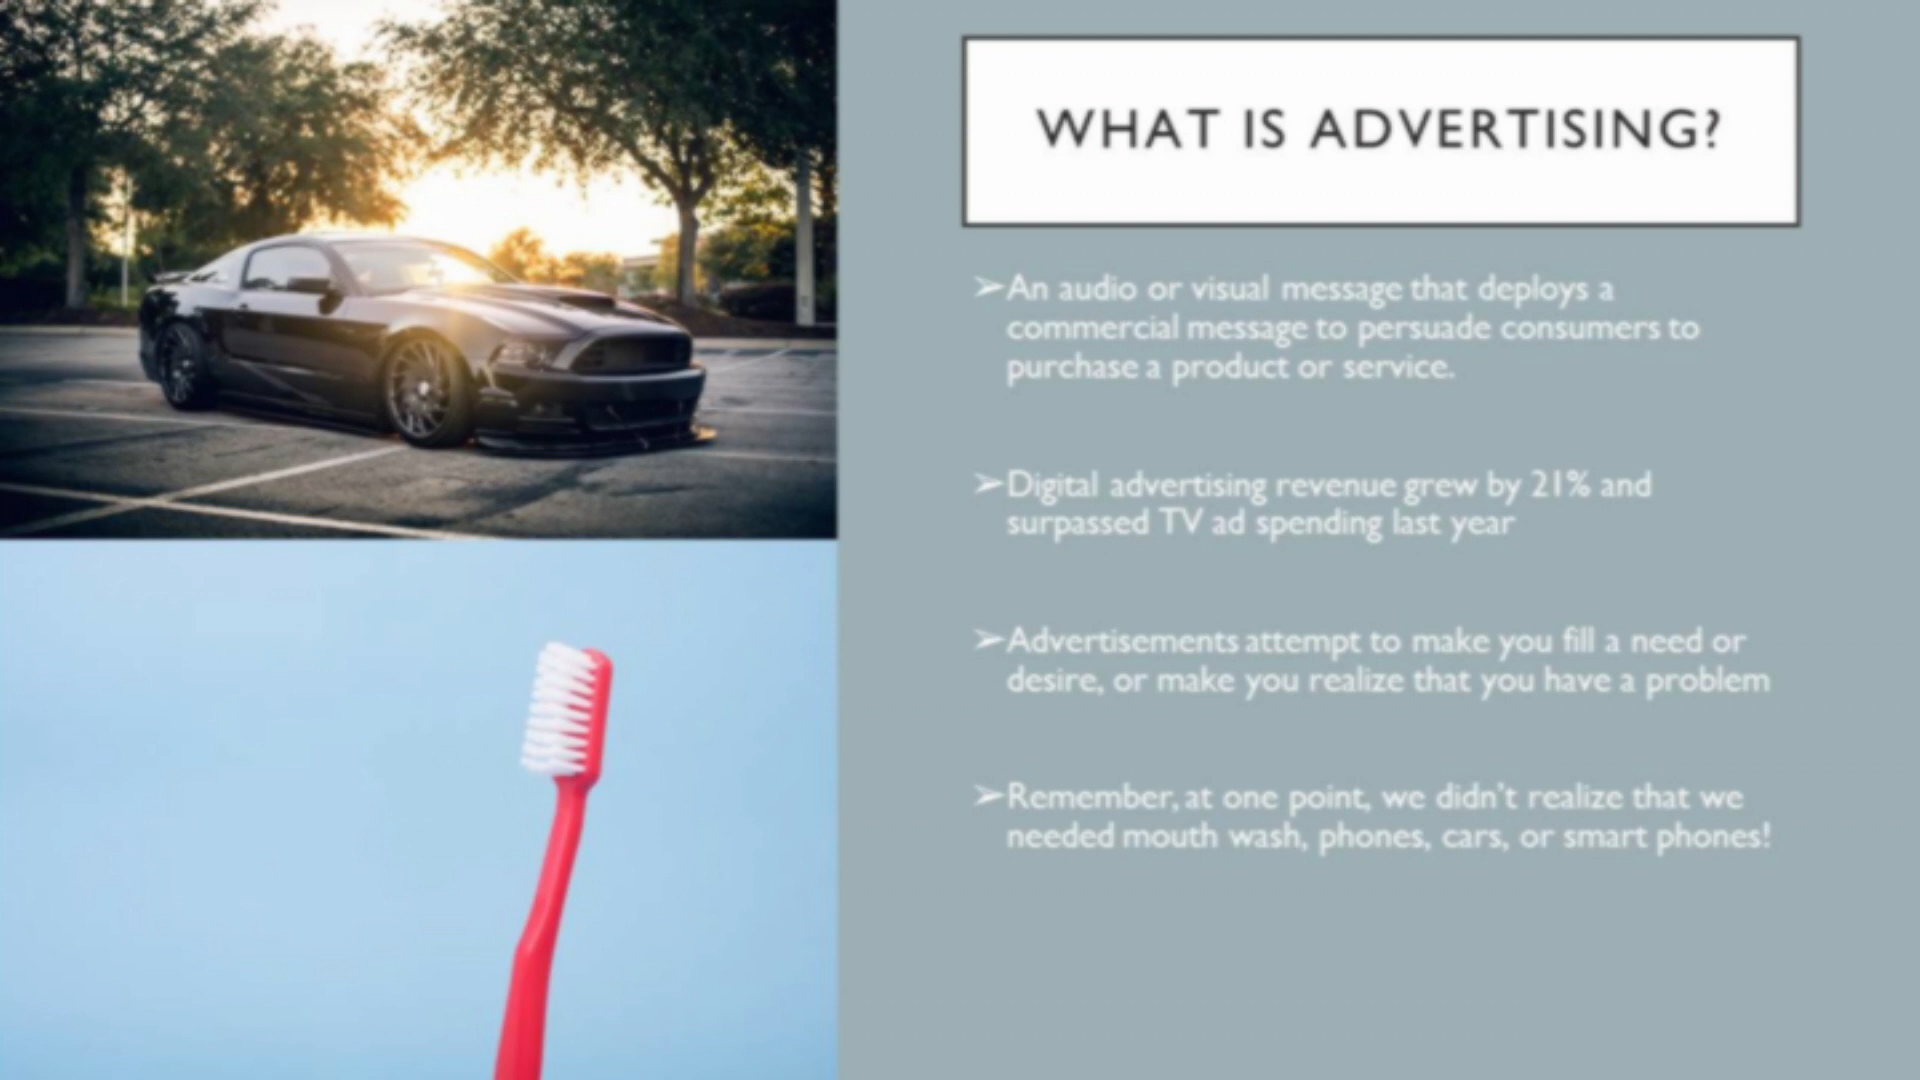 WHAT IS ADVERTISING?
➢An audio or visual message that deploys a
commercial message to persuade consumers to
purchase a product or service.
➢Digital advertising revenue grew by 21% and
surpassed TV ad spending last year
➢Advertisements attempt to make you fill a need or
desire, or make you realize that you have a problem
➢Remember, at one point, we didn't realize that we
needed mouth wash, phones, cars, or smart phones!